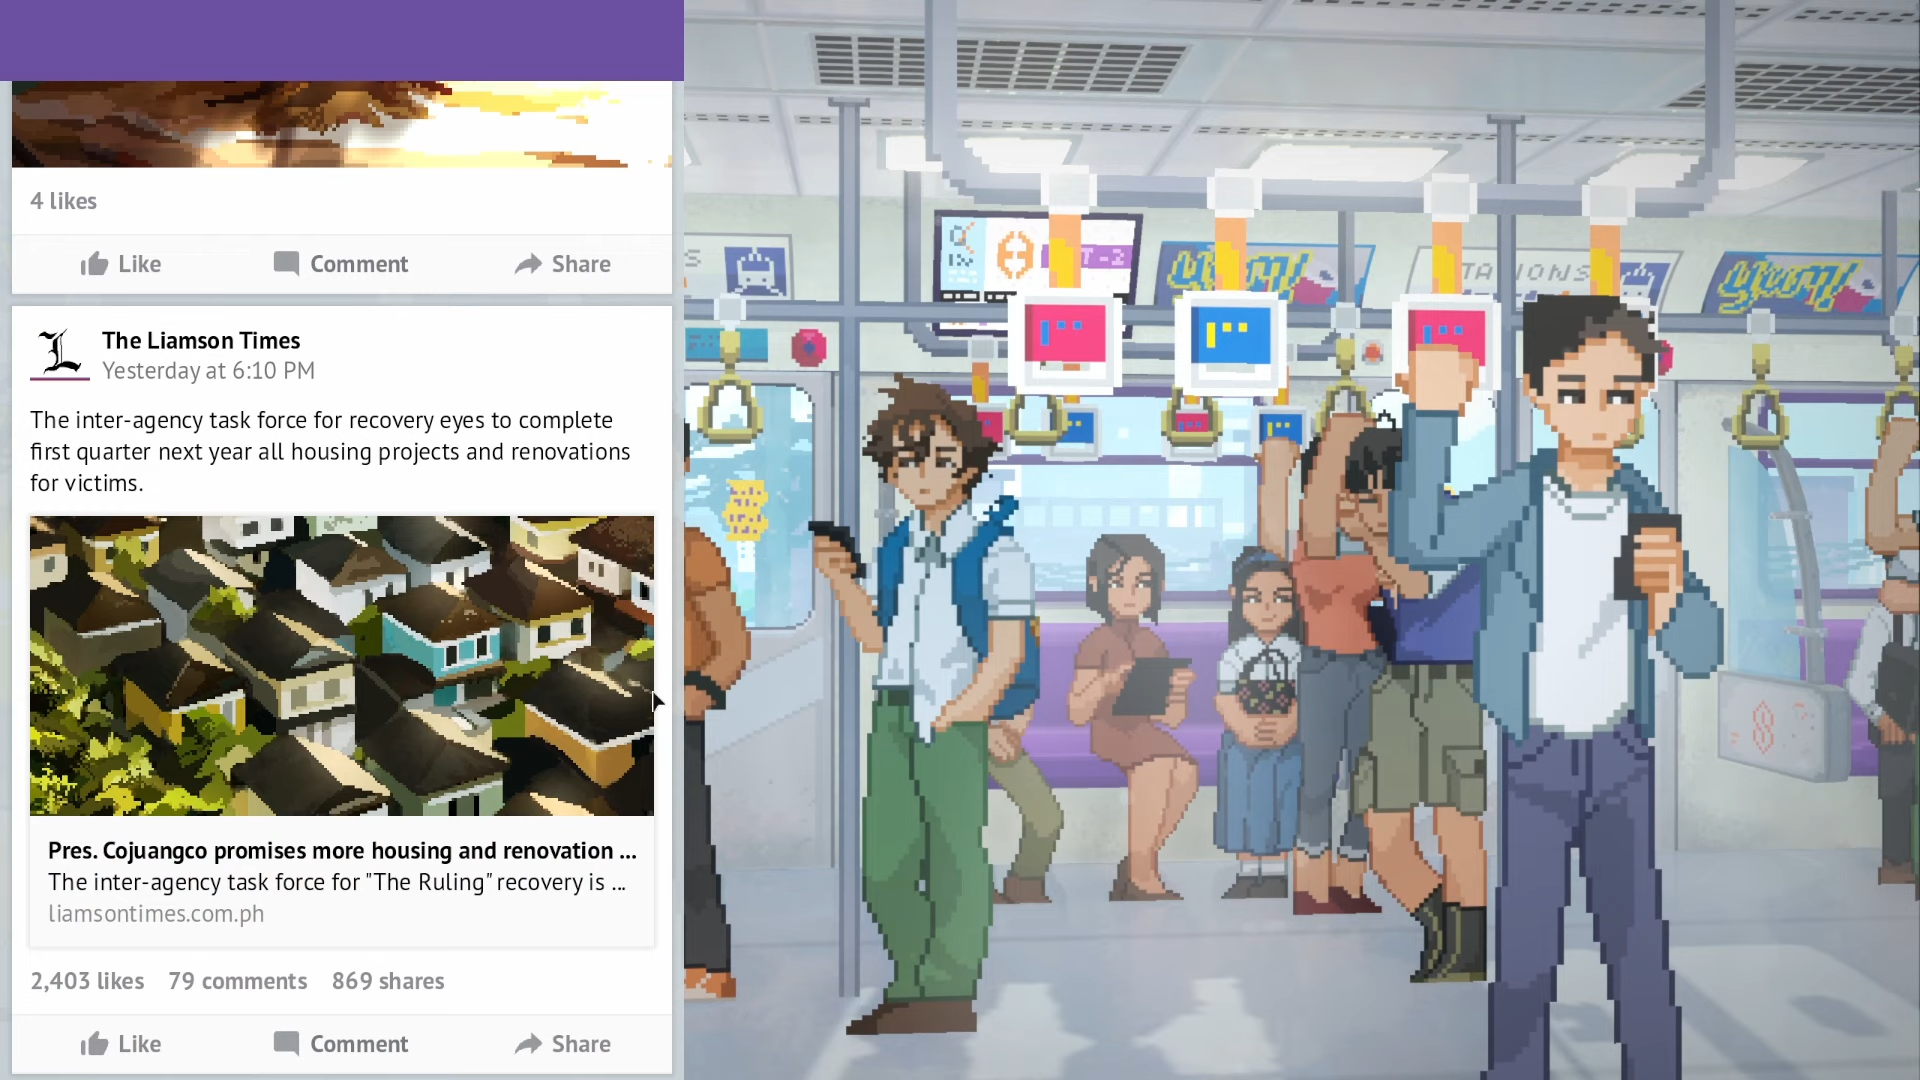 4 likes
Like
Comment
Share
L
The Liamson Times
Yesterday at 6:10 PM
The inter-agency task force for recovery eyes to complete
first quarter next year all housing projects and renovations
for victims.
Pres. Cojuangco promises more housing and renovation ...
The inter-agency task force for "The Ruling" recovery is ...
liamsontimes.com.ph
2,403 likes 79 comments 869 shares
Like
Comment
Share
yum!
TATIONS
yum!